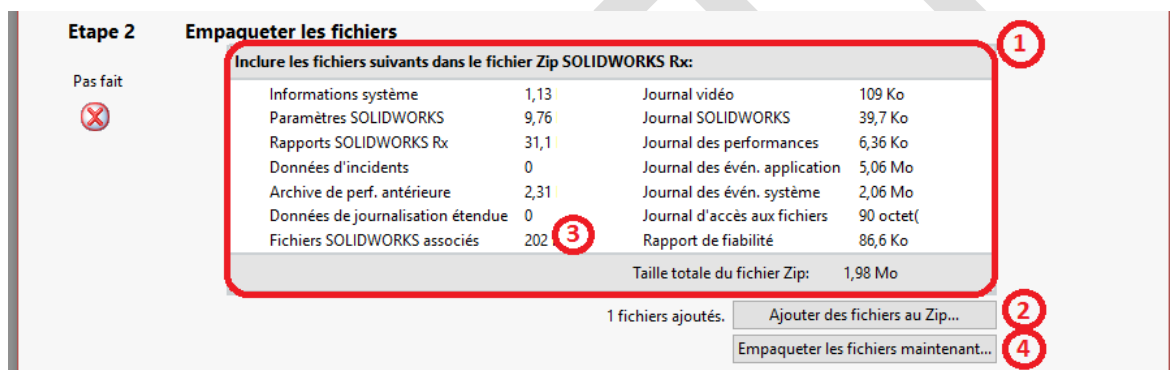 Etape 2 Empaqueter les fichiers
1
Inclure les fichiers suivants dans le fichier Zip SOLIDWORKS Rx:
Pas fait
Informations système 1,13 Journal vidéo 109 Ko
Paramètres SOLIDWORKS 9,76 Journal SOLIDWORKS 39,7 Ko
Rapports SOLIDWORKS Rx 31,1 Journal des performances 6,36 Ko
Données d'incidents 0 Journal des évén. application 5,06 Mo
Archive de perf. antérieure 2,31 Journal des évén. système 2,06 Mo
Données de journalisation étendue 0 Journal d'accès aux fichiers 90 octet(
Fichiers SOLIDWORKS associés 202 3 Rapport de fiabilité 86,6 Ko
Taille totale du fichier Zip: 1,98 Mo
1 fichiers ajoutés. Ajouter des fichiers au Zip... 2
Empaqueter les fichiers maintenant... 4